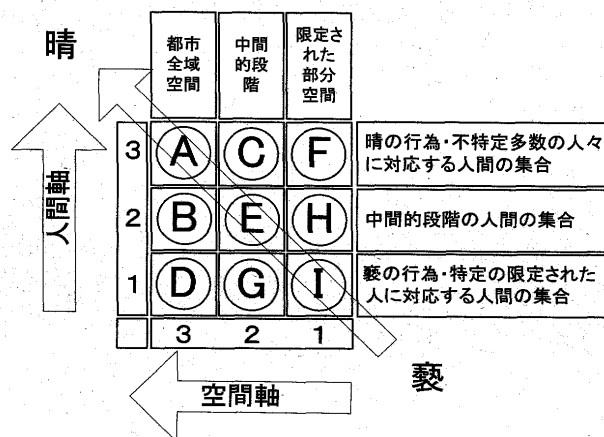 晴
都市
全域
空間
中間
的段
階
限定さ
れた
部分
空間
人間軸
3 A C F 晴の行為・不特定多数の人々
に対応する人間の集合
2 B E H 中間的段階の人間の集合
1 D G I 褻の行為・特定の限定された
人に対応する人間の集合
3 2 1
空間軸
褻